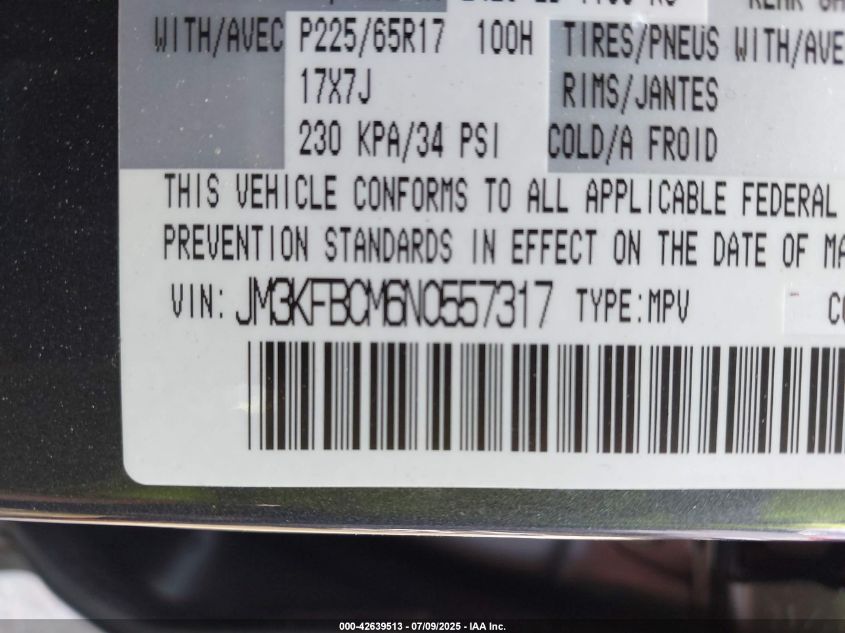 WITH/AVEC P225/65R17 100H TIRES/PNEUS WITH/AVE
17X7J RIMS/JANTES
230 KPA/34 PSI COLD/A FROID
THIS VEHICLE CONFORMS TO ALL APPLICABLE FEDERAL
PREVENTION STANDARDS IN EFFECT ON THE DATE OF MA
VIN: JM3KFBCM6N0557317 TYPE:MPV CO
000-42639513 - 07/09/2025 - IAA Inc.